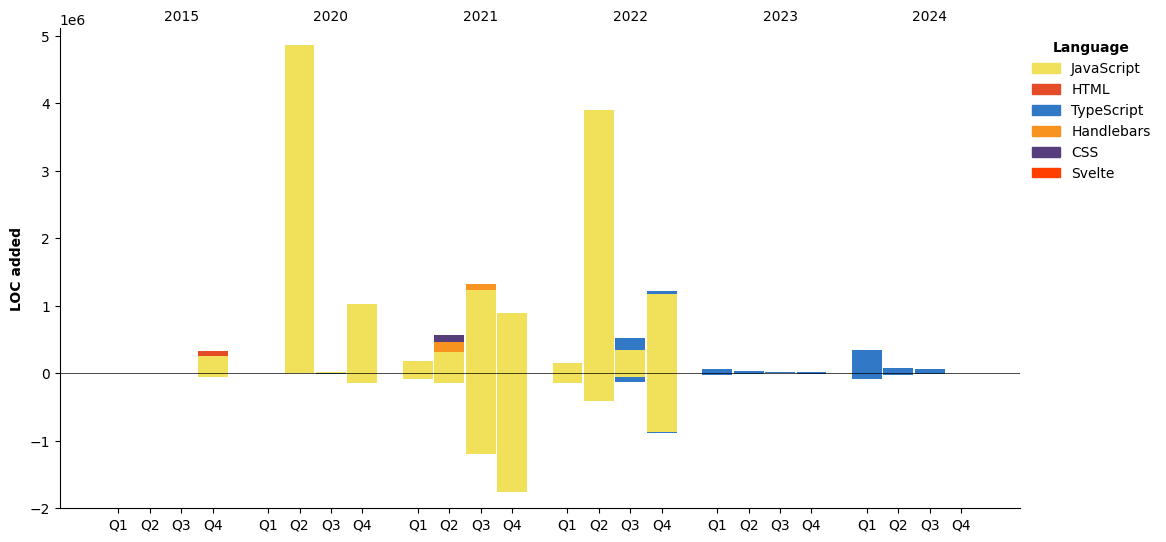 1e6
2015 2020 2021 2022 2023 2024
Language
JavaScript
HTML
TypeScript
Handlebars
CSS
Svelte
LOC added
5
4
3
2
1
0
−1
−2
Q1 Q2 Q3 Q4 Q1 Q2 Q3 Q4 Q1 Q2 Q3 Q4 Q1 Q2 Q3 Q4 Q1 Q2 Q3 Q4 Q1 Q2 Q3 Q4